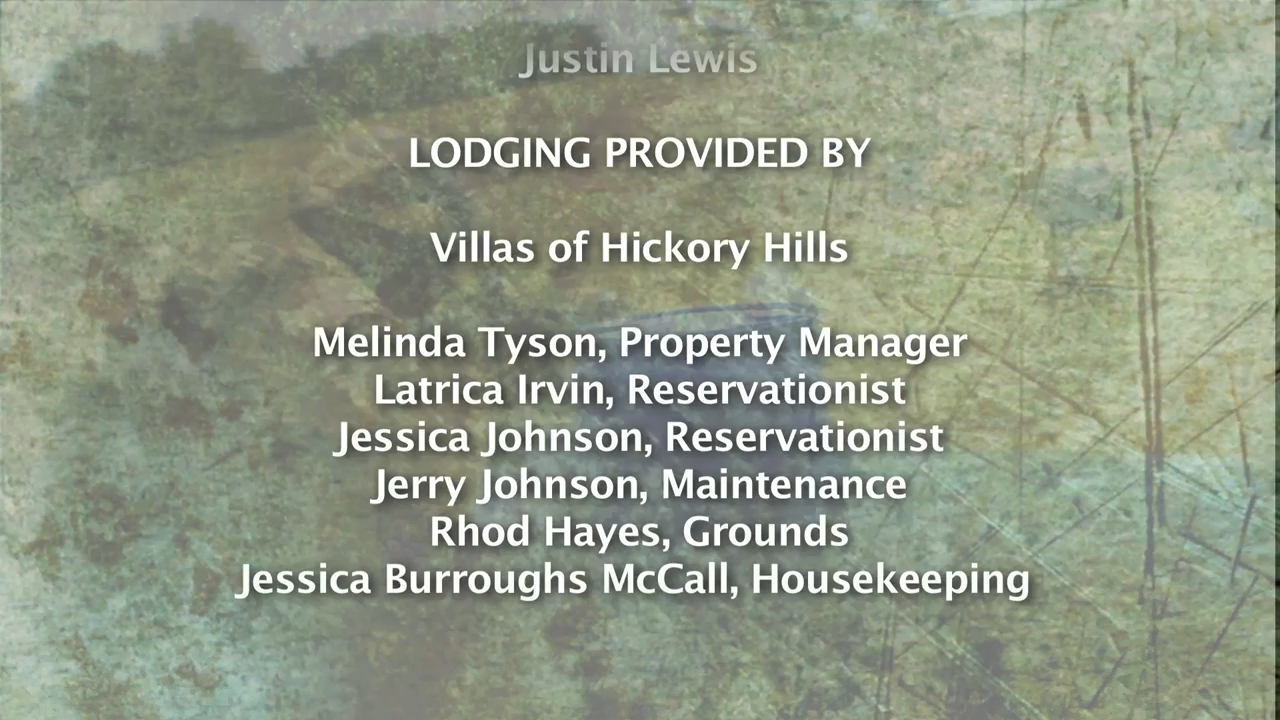 Justin Lewis
LODGING PROVIDED BY
Villas of Hickory Hills
Melinda Tyson, Property Manager
Latrica Irvin, Reservationist
Jessica Johnson, Reservationist
Jerry Johnson, Maintenance
Rhod Hayes, Grounds
Jessica Burroughs McCall, Housekeeping